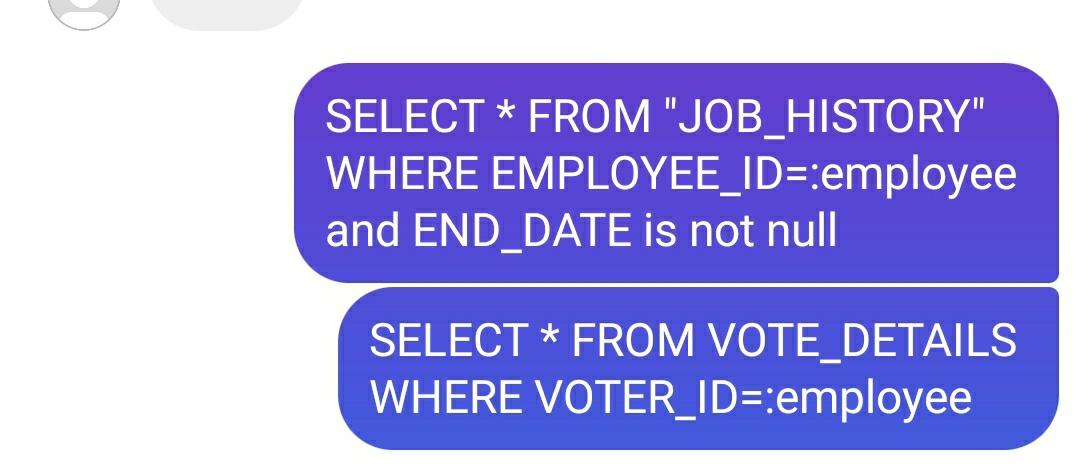 SELECT * FROM "JOB_HISTORY"
WHERE EMPLOYEE_ID=:employee
and END_DATE is not null
SELECT * FROM VOTE_DETAILS
WHERE VOTER_ID=:employee